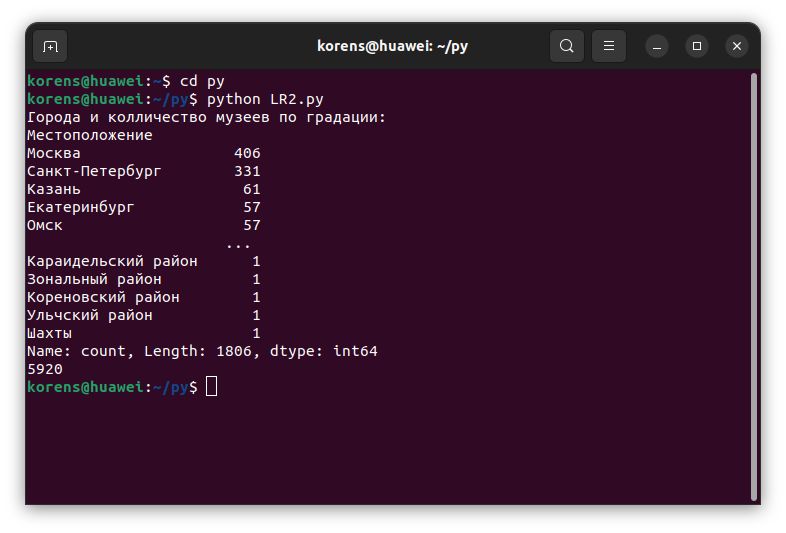 korens@huawei: ~/py
korens@huawei:~$ cd py
korens@huawei:~/py$ python LR2.py
Города и колличество музеев по градации:
Местоположение
Москва                 406
Санкт-Петербург        331
Казань                  61
Екатеринбург            57
Омск                    57
                      ...
Караидельский район      1
Зональный район          1
Кореновский район        1
Ульчский район           1
Шахты                    1
Name: count, Length: 1806, dtype: int64
5920
korens@huawei:~/py$